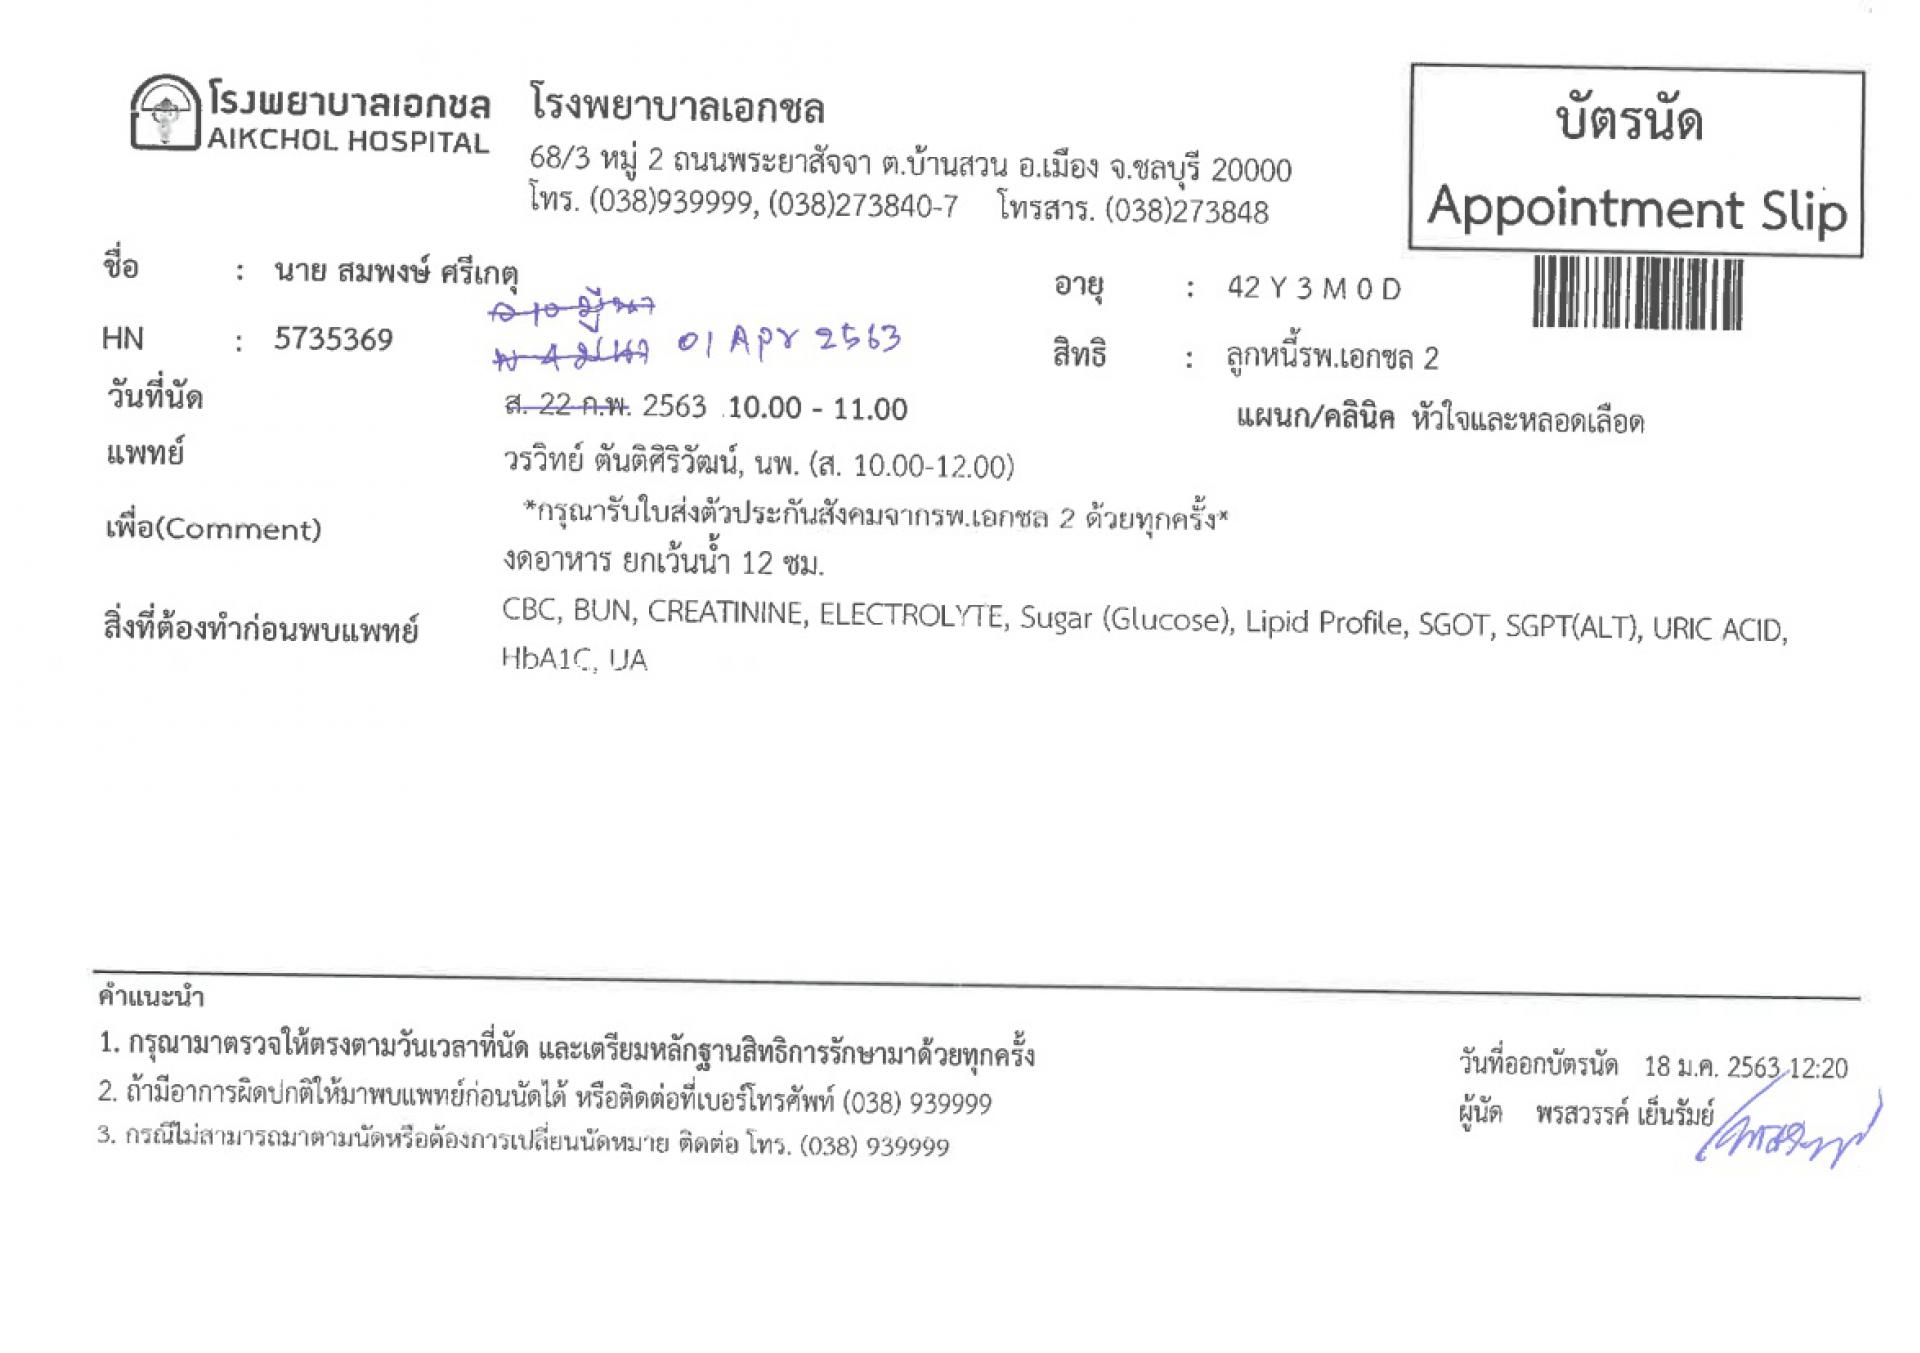 โรงพยาบาลเอกชล
AIKCHOL HOSPITAL
โรงพยาบาลเอกชล
68/3 หมู่ 2 ถนนพระยาสัจจา ต.บ้านสวน อ.เมือง จ.ชลบุรี 20000
โทร. (038)939999, (038)273840-7 โทรสาร. (038)273848
บัตรนัด
Appointment Slip
ชื่อ : นาย สมพงษ์ ศรีเกตุ
อายุ : 42 Y 3 M 0 D
10 มีนา
HN : 5735369
4 มีนา 01 Apr 2563
สิทธิ : ลูกหนี้รพ.เอกชล 2
วันที่นัด ส. 22 ก.พ. 2563 10.00 - 11.00
แผนก/คลินิค หัวใจและหลอดเลือด
แพทย์ วรวิทย์ ตันติศิริวัฒน์, นพ. (ส. 10.00-12.00)
เพื่อ(Comment) *กรุณารับใบส่งตัวประกันสังคมจากรพ.เอกชล 2 ด้วยทุกครั้ง*
งดอาหาร ยกเว้นน้ำ 12 ชม.
สิ่งที่ต้องทำก่อนพบแพทย์ CBC, BUN, CREATININE, ELECTROLYTE, Sugar (Glucose), Lipid Profile, SGOT, SGPT(ALT), URIC ACID,
HbA1C, UA
คำแนะนำ
1. กรุณามาตรวจให้ตรงตามวันเวลาที่นัด และเตรียมหลักฐานสิทธิการรักษามาด้วยทุกครั้ง
2. ถ้ามีอาการผิดปกติให้มาพบแพทย์ก่อนนัดได้ หรือติดต่อที่เบอร์โทรศัพท์ (038) 939999
3. กรณีไม่สามารถมาตามนัดหรือต้องการเปลี่ยนนัดหมาย ติดต่อ โทร. (038) 939999
วันที่ออกบัตรนัด 18 ม.ค. 2563 12:20
ผู้นัด พรสวรรค์ เย็นรัมย์